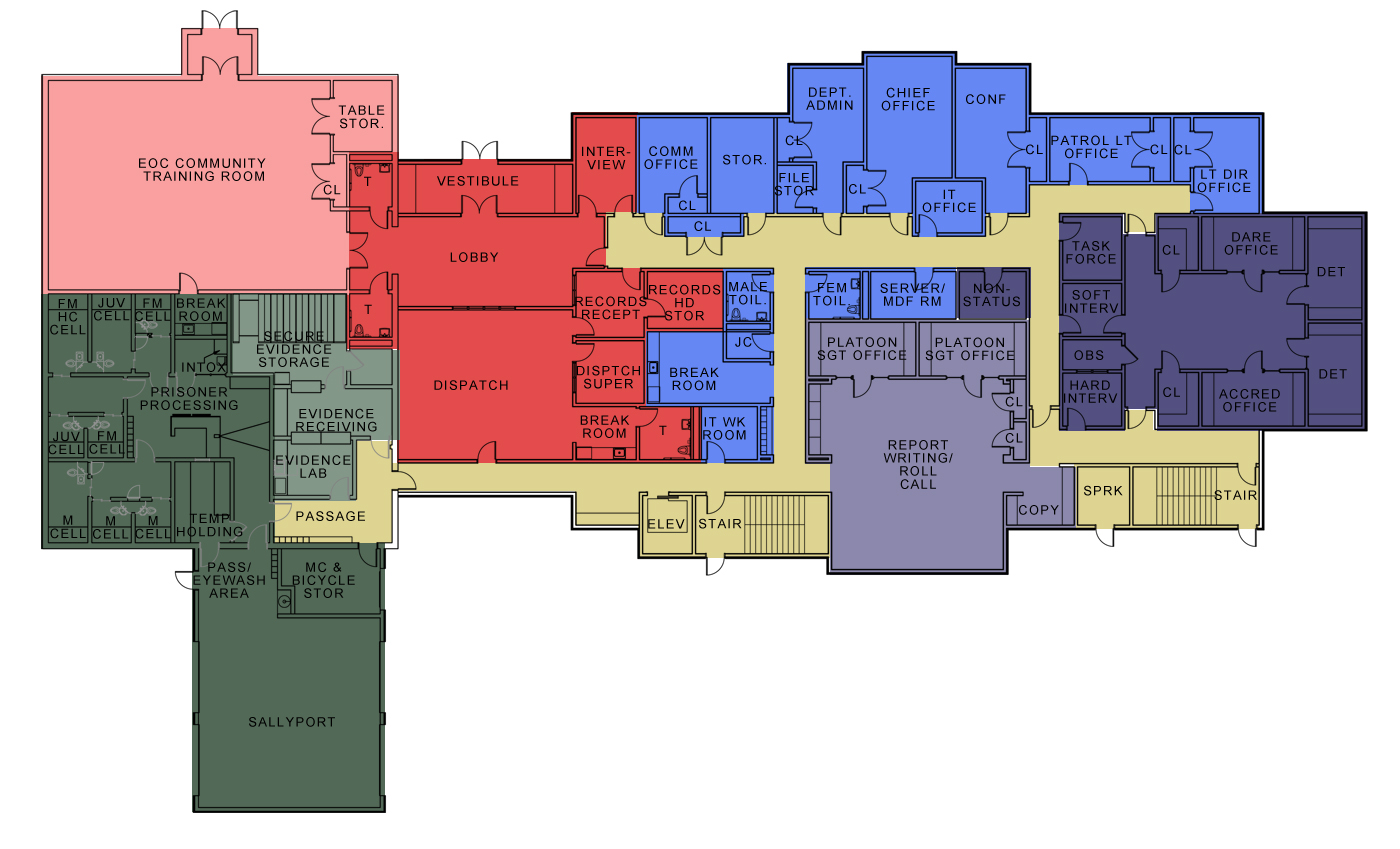 EOC COMMUNITY
TRAINING ROOM
TABLE
STOR.
CL
T
VESTIBULE
INTER-
VIEW
COMM
OFFICE
CL
STOR.
CL
CL
FILE
STOR
DEPT.
ADMIN
CL
CHIEF
OFFICE
IT
OFFICE
CONF
CL
PATROL LT
OFFICE
CL
CL
LT DIR
OFFICE
LOBBY
T
RECORDS
RECEPT
RECORDS
HD
STOR
MALE
TOIL.
JC
FEM
TOIL
SERVER/
MDF RM
NON-
STATUS
TASK
FORCE
SOFT
INTERV
OBS
HARD
INTERV
CL
DARE
OFFICE
DET
CL
ACCRED
OFFICE
DET
FM
HC
CELL
JUV
CELL
FM
CELL
BREAK
ROOM
INTOX
SECURE
EVIDENCE
STORAGE
PRISONER
PROCESSING
EVIDENCE
RECEIVING
EVIDENCE
LAB
JUV
CELL
FM
CELL
M
CELL
M
CELL
M
CELL
TEMP
HOLDING
PASSAGE
DISPATCH
DISPTCH
SUPER
BREAK
ROOM
BREAK
ROOM
T
IT WK
ROOM
PLATOON
SGT OFFICE
PLATOON
SGT OFFICE
CL
CL
REPORT
WRITING/
ROLL
CALL
COPY
SPRK
STAIR
ELEV
STAIR
PASS/
EYEWASH
AREA
MC &
BICYCLE
STOR
SALLYPORT